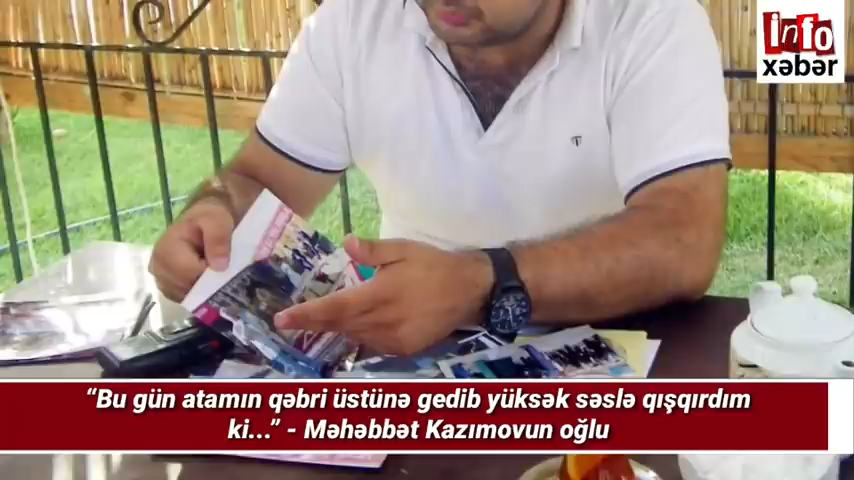 info
xəbər
“Bu gün atamın qəbri üstünə gedib yüksək səslə qışqırdım
ki...” - Məhəbbət Kazımovun oğlu